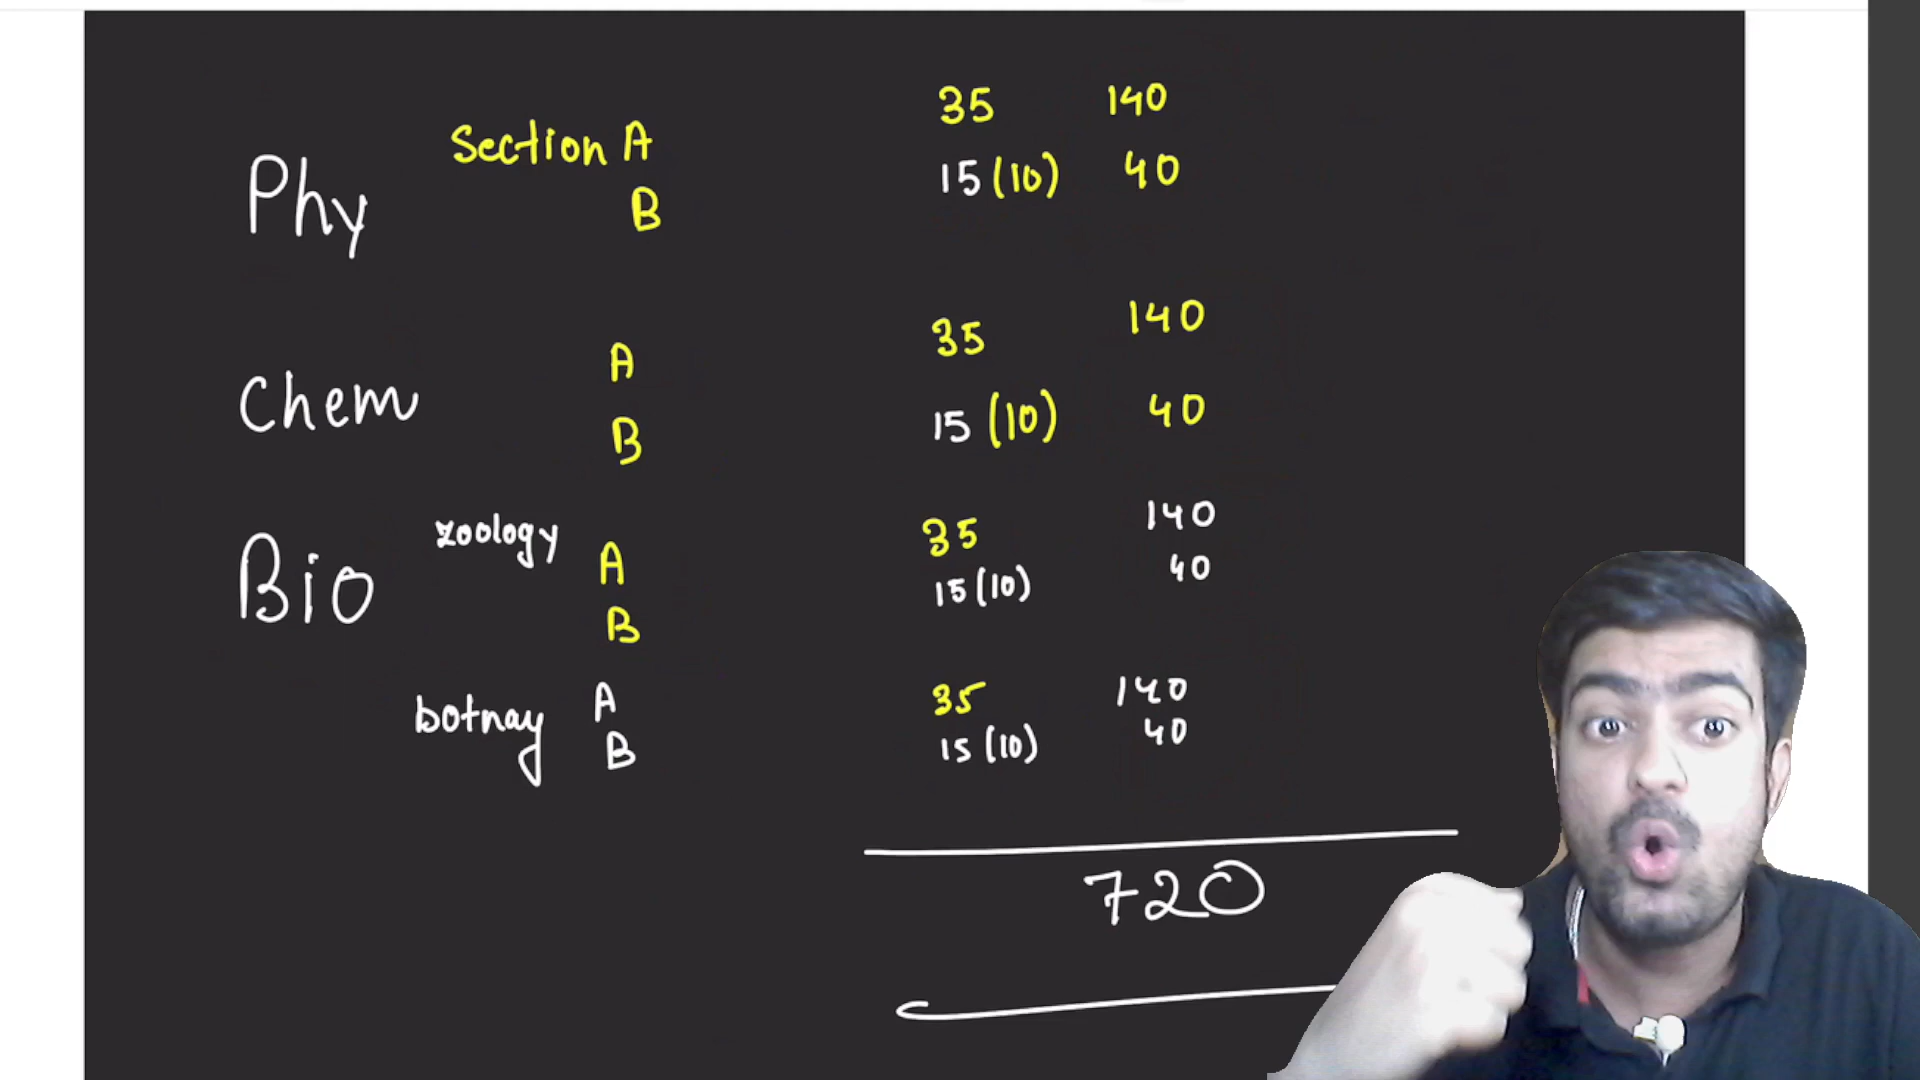 Phy Section A 35 140
B 15 (10) 40
Chem A 35 140
B 15 (10) 40
Bio zoology A 35 140
B 15 (10) 40
botnay A 35 140
B 15 (10) 40
720